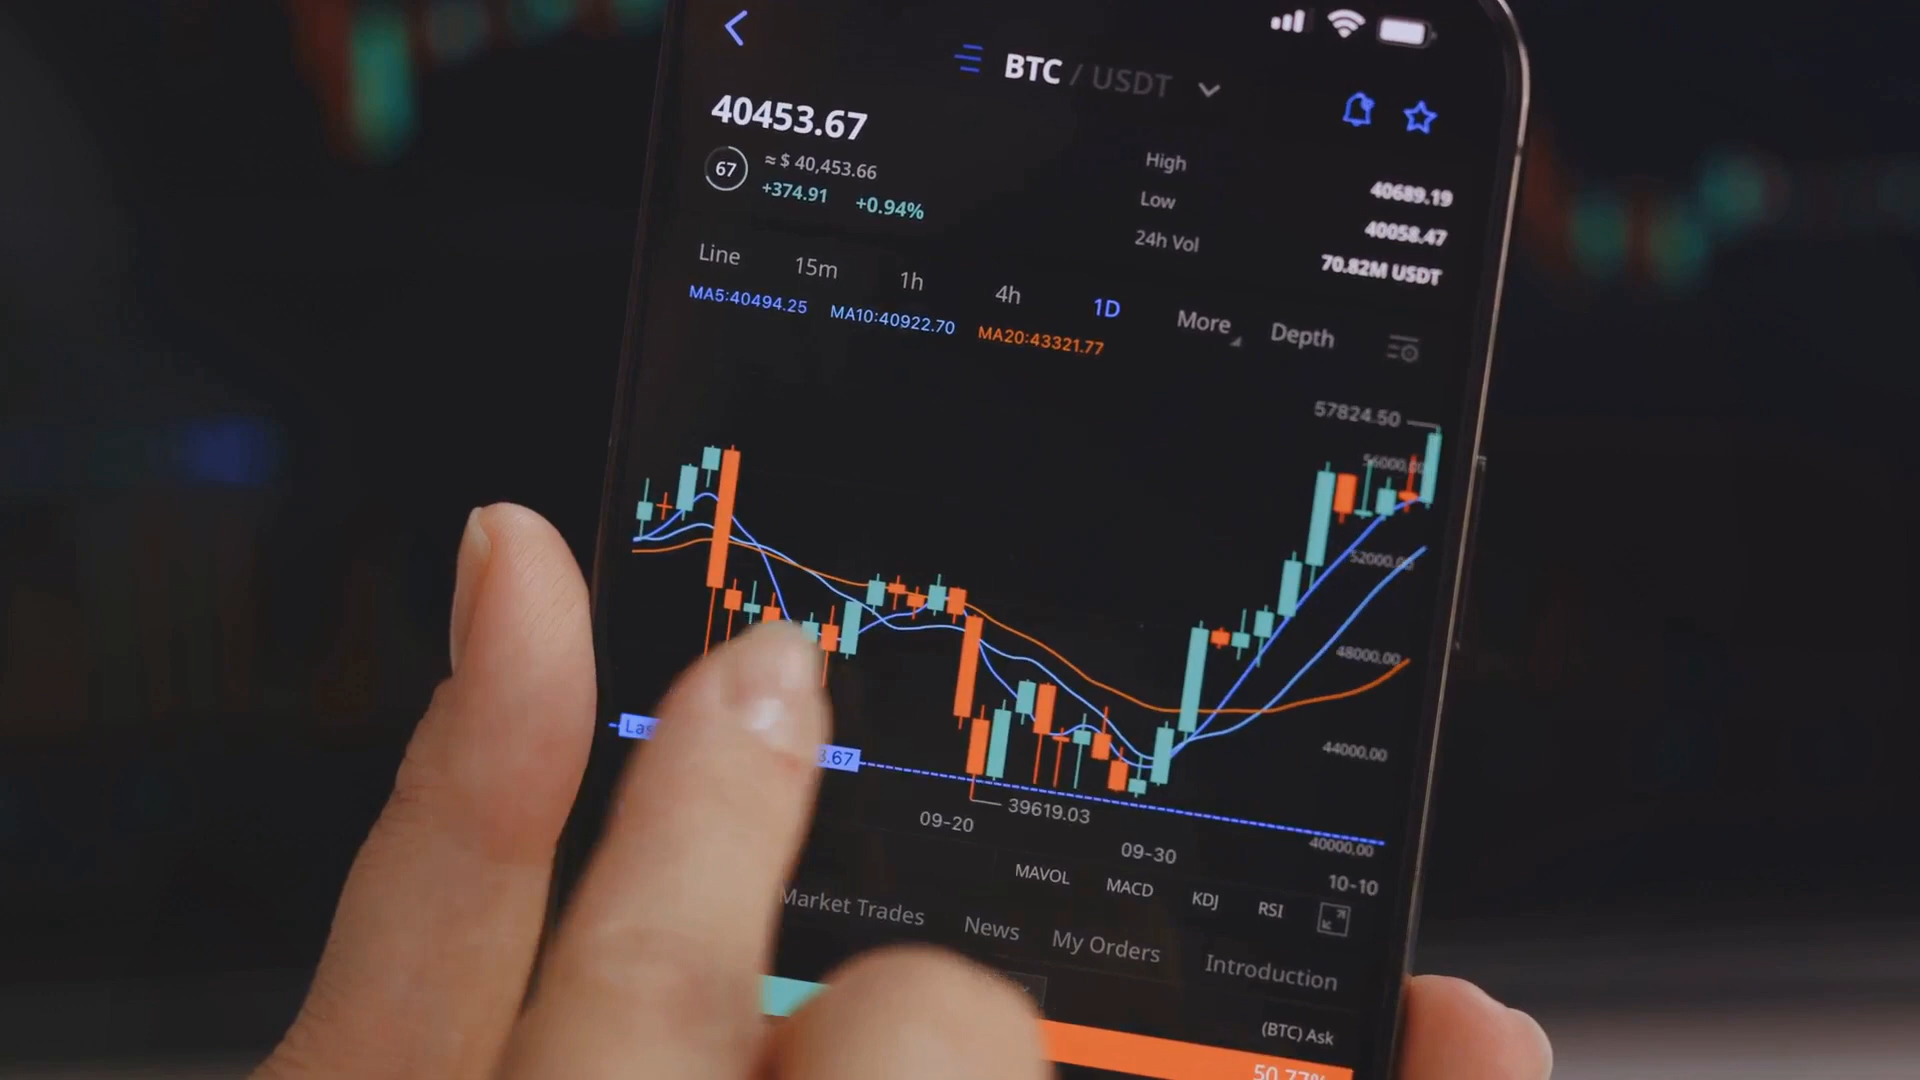 BTC / USDT
40453.67
67
≈ $ 40,453.66
+374.91 +0.94%
High 40689.19
Low 40058.47
24h Vol 70.82M USDT
Line 15m 1h 4h 1D More Depth
MA5:40494.25 MA10:40922.70 MA20:43321.77
57824.50
56000.00
52000.00
48000.00
44000.00
3.67
39619.03
40000.00
09-20 09-30 10-10
MAVOL MACD KDJ RSI
Market Trades News My Orders Introduction
(BTC) Ask
50.77%